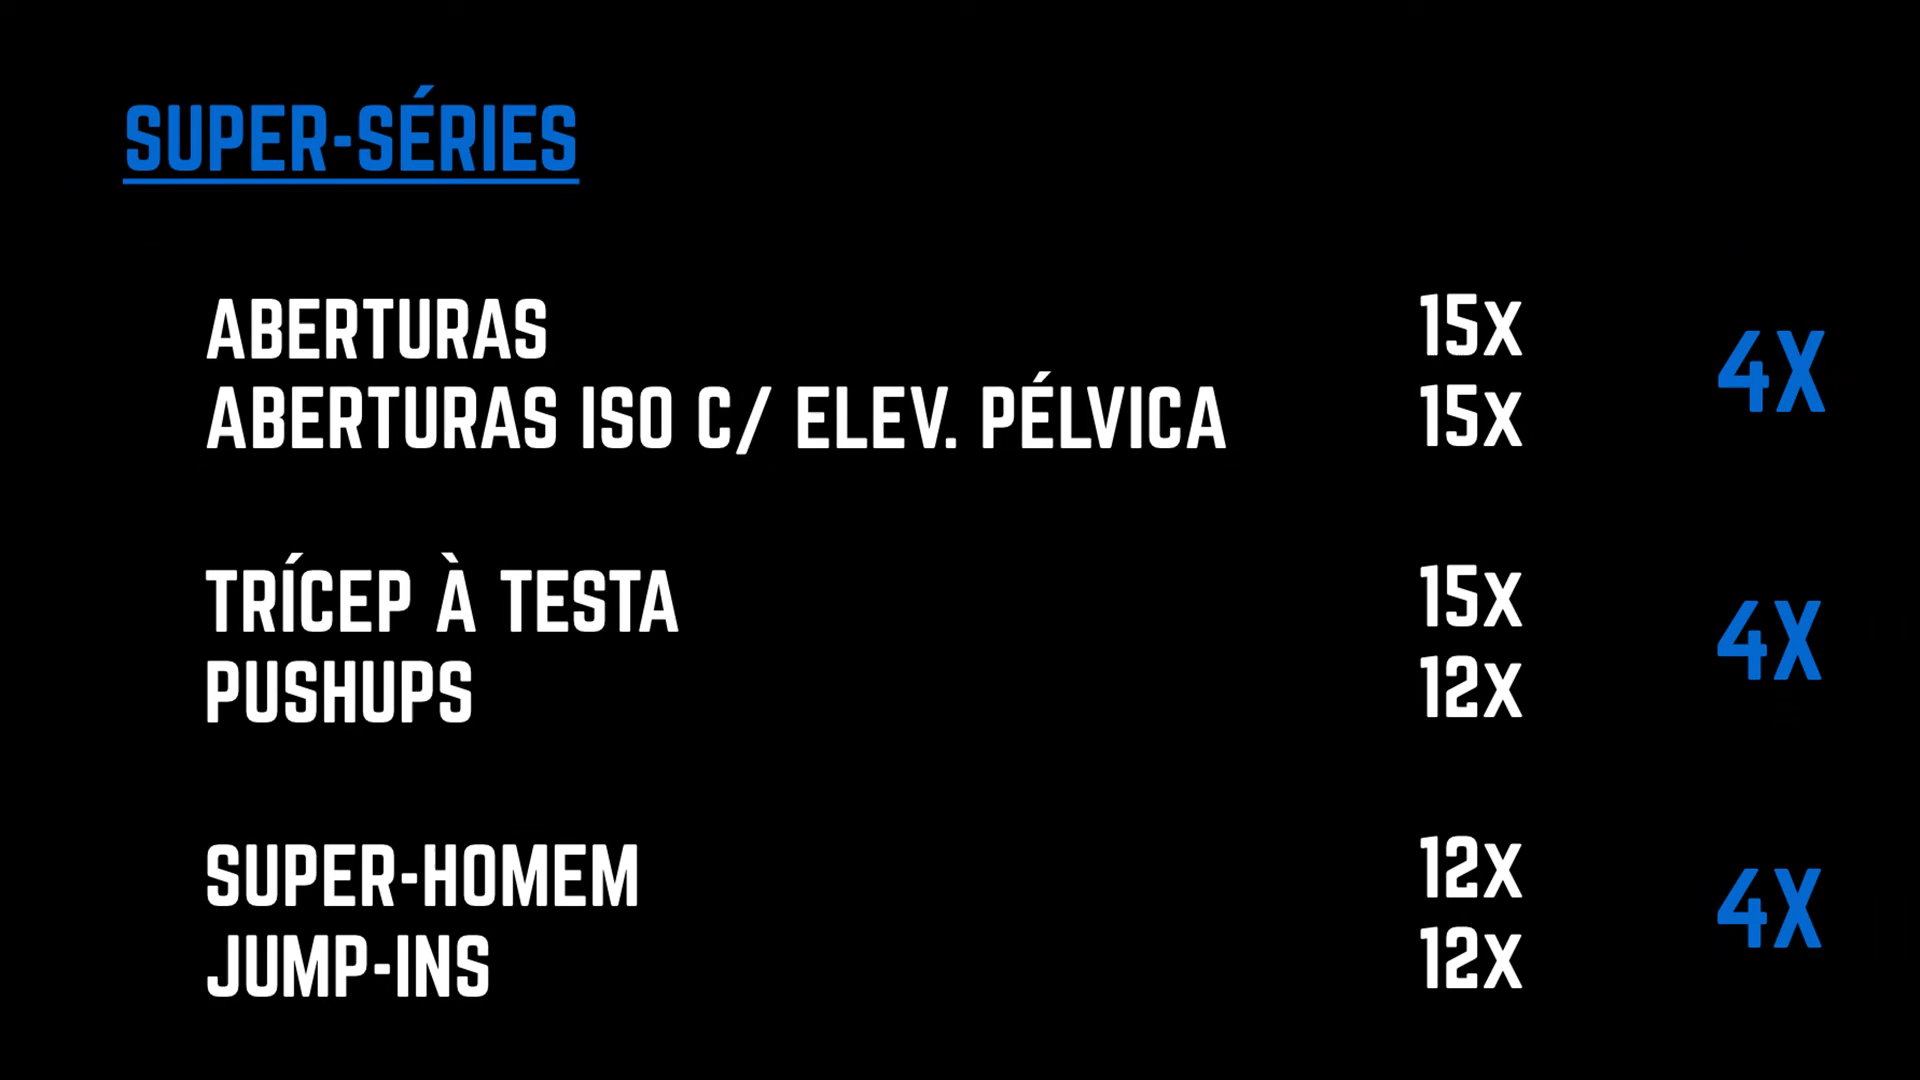 SUPER-SÉRIES
ABERTURAS 15X
ABERTURAS ISO C/ ELEV. PÉLVICA 15X
4X
TRÍCEP À TESTA 15X
PUSHUPS 12X
4X
SUPER-HOMEM 12X
JUMP-INS 12X
4X